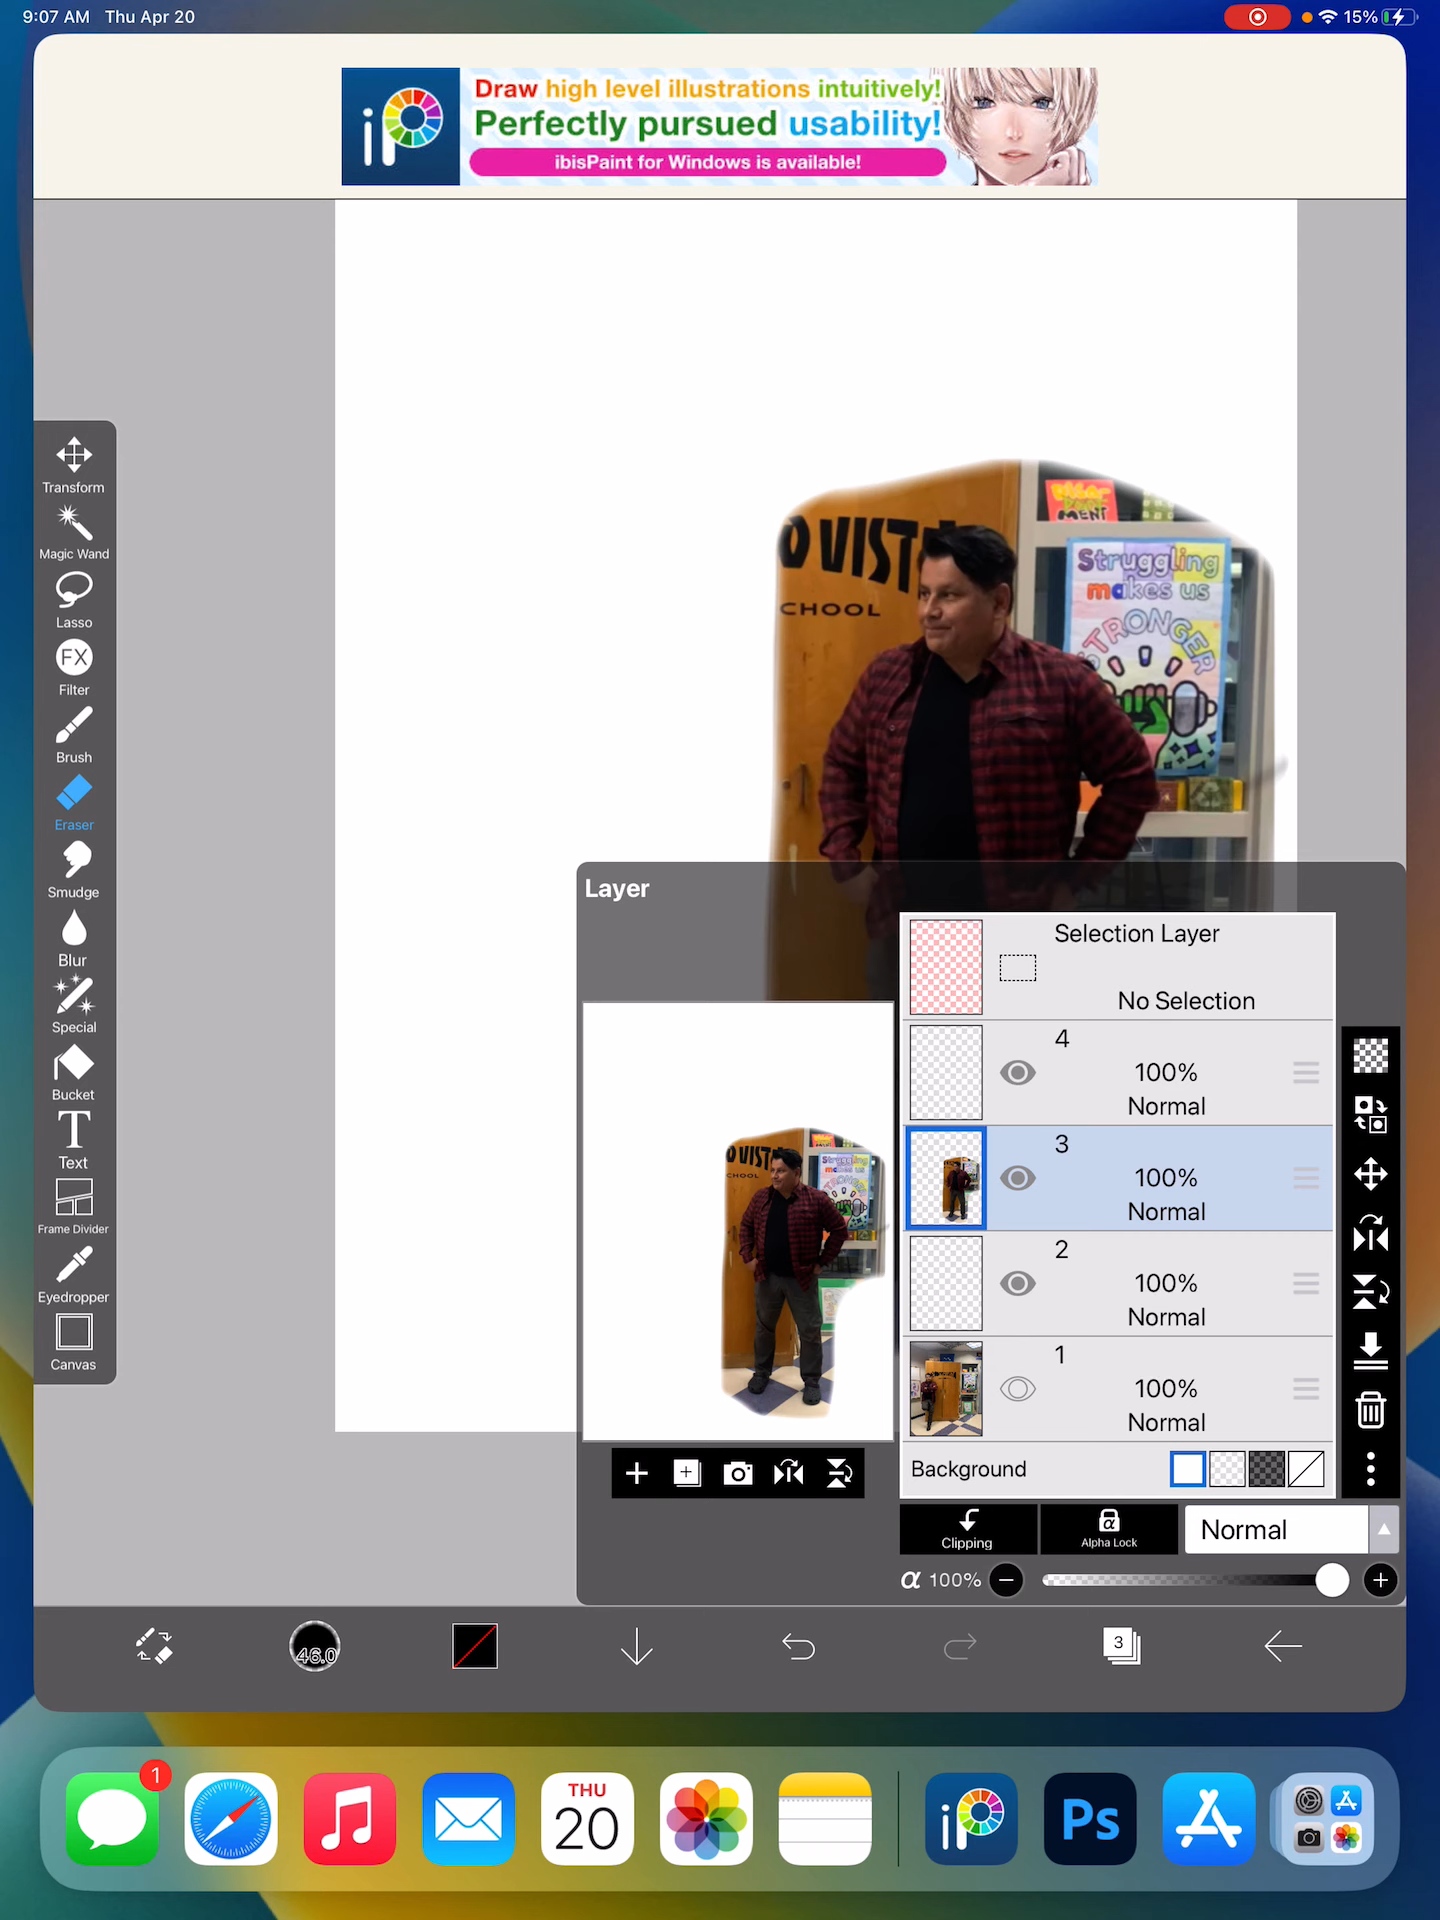 9:07 AM Thu Apr 20
15%
iP
Draw high level illustrations intuitively!
Perfectly pursued usability!
ibisPaint for Windows is available!
Transform
Magic Wand
Lasso
FX
Filter
Brush
Eraser
Smudge
Blur
Special
Bucket
T
Text
Frame Divider
Eyedropper
Canvas
MENT
O VIST
CHOOL
Struggling
makes us
STRONGER
Layer
Selection Layer
No Selection
4
100%
Normal
3
100%
Normal
2
100%
Normal
1
100%
Normal
Background
Clipping
α
Alpha Lock
Normal
α 100%
46.0
3
1
THU
20
iP
Ps